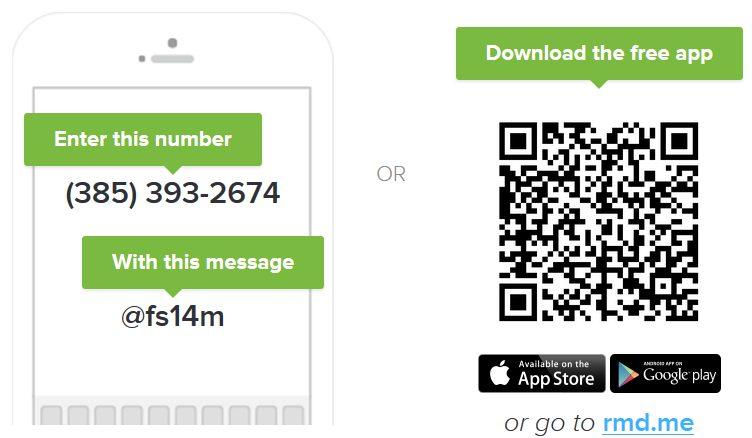 Enter this number
(385) 393-2674
With this message
@fs14m
OR
Download the free app
Available on the
App Store
ANDROID APP ON
Google play
or go to rmd.me